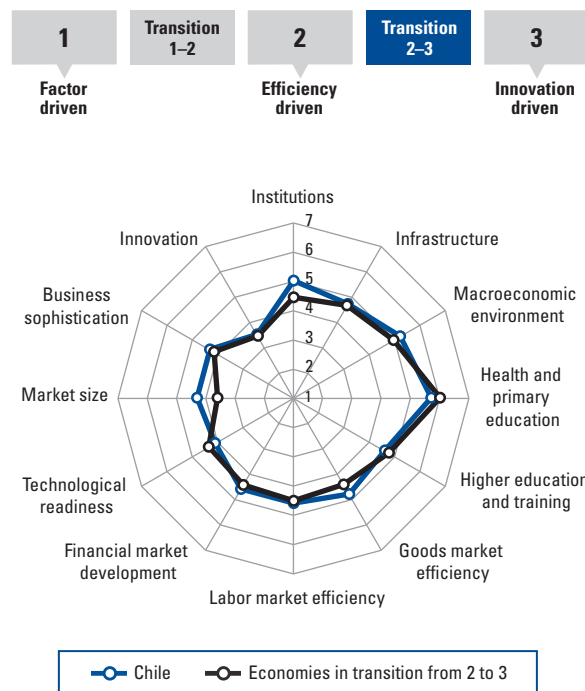 1
Transition
1–2
2
Transition
2–3
3
Factor
driven
Efficiency
driven
Innovation
driven
Institutions
7
6
5
4
3
2
1
Infrastructure
Macroeconomic
environment
Health and
primary
education
Higher education
and training
Goods market
efficiency
Labor market efficiency
Financial market
development
Technological
readiness
Market size
Business
sophistication
Innovation
Chile
Economies in transition from 2 to 3